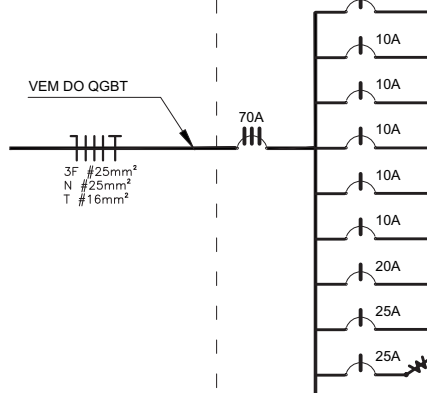 10A
10A
VEM DO QGBT
70A
10A
3F #25mm²
N #25mm²
T #16mm²
10A
10A
20A
25A
25A